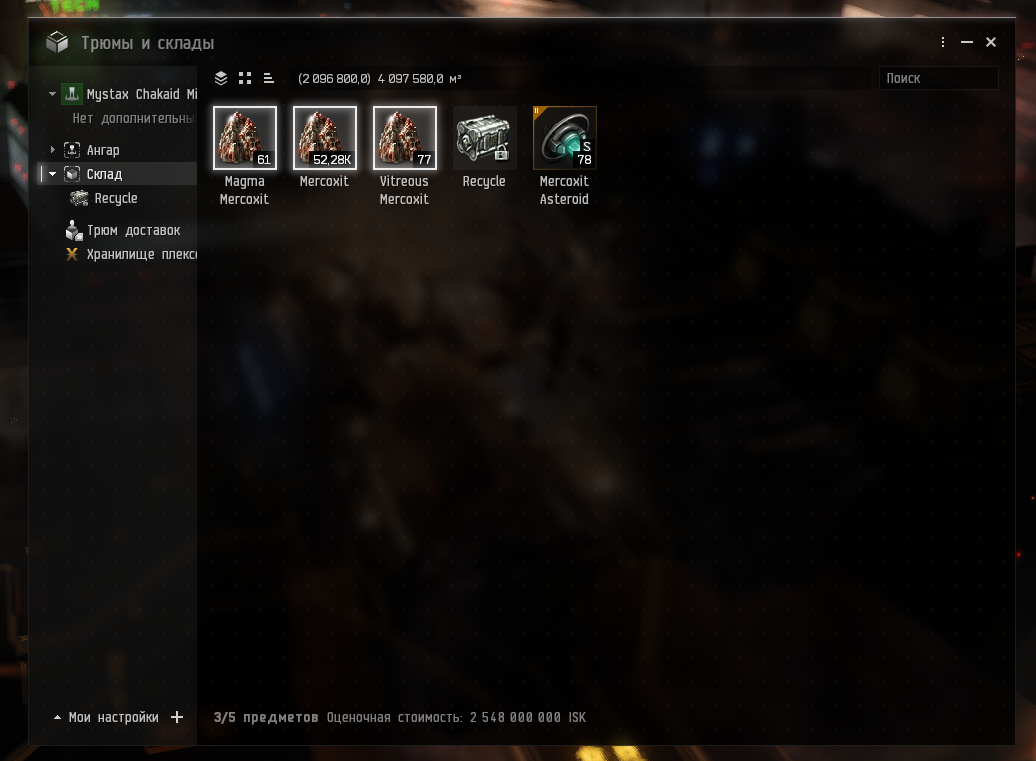 TECH
Трюмы и склады
Mystax Chakaid Mi
Нет дополнительны
Ангар
Склад
Recycle
Трюм доставок
Хранилище плекс
(2 096 800,0) 4 097 580,0 м³
Поиск
61
52,28K
77
II
S
78
Magma Mercoxit
Mercoxit
Vitreous Mercoxit
Recycle
Mercoxit Asteroid
Мои настройки
3/5 предметов Оценочная стоимость: 2 548 000 000 ISK